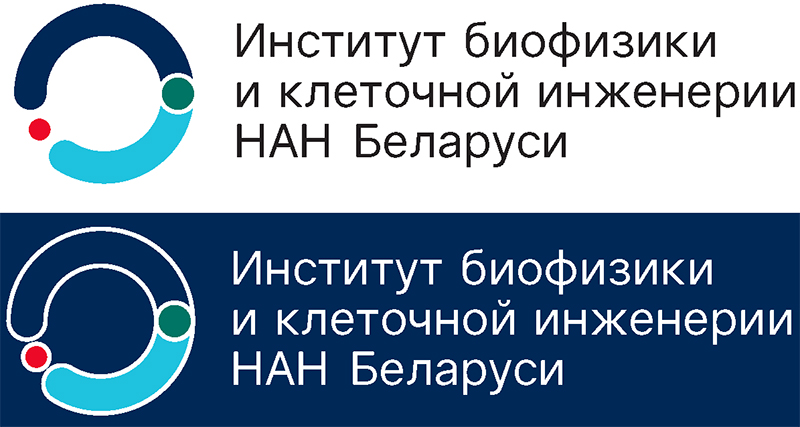 Институт биофизики
и клеточной инженерии
НАН Беларуси
Институт биофизики
и клеточной инженерии
НАН Беларуси